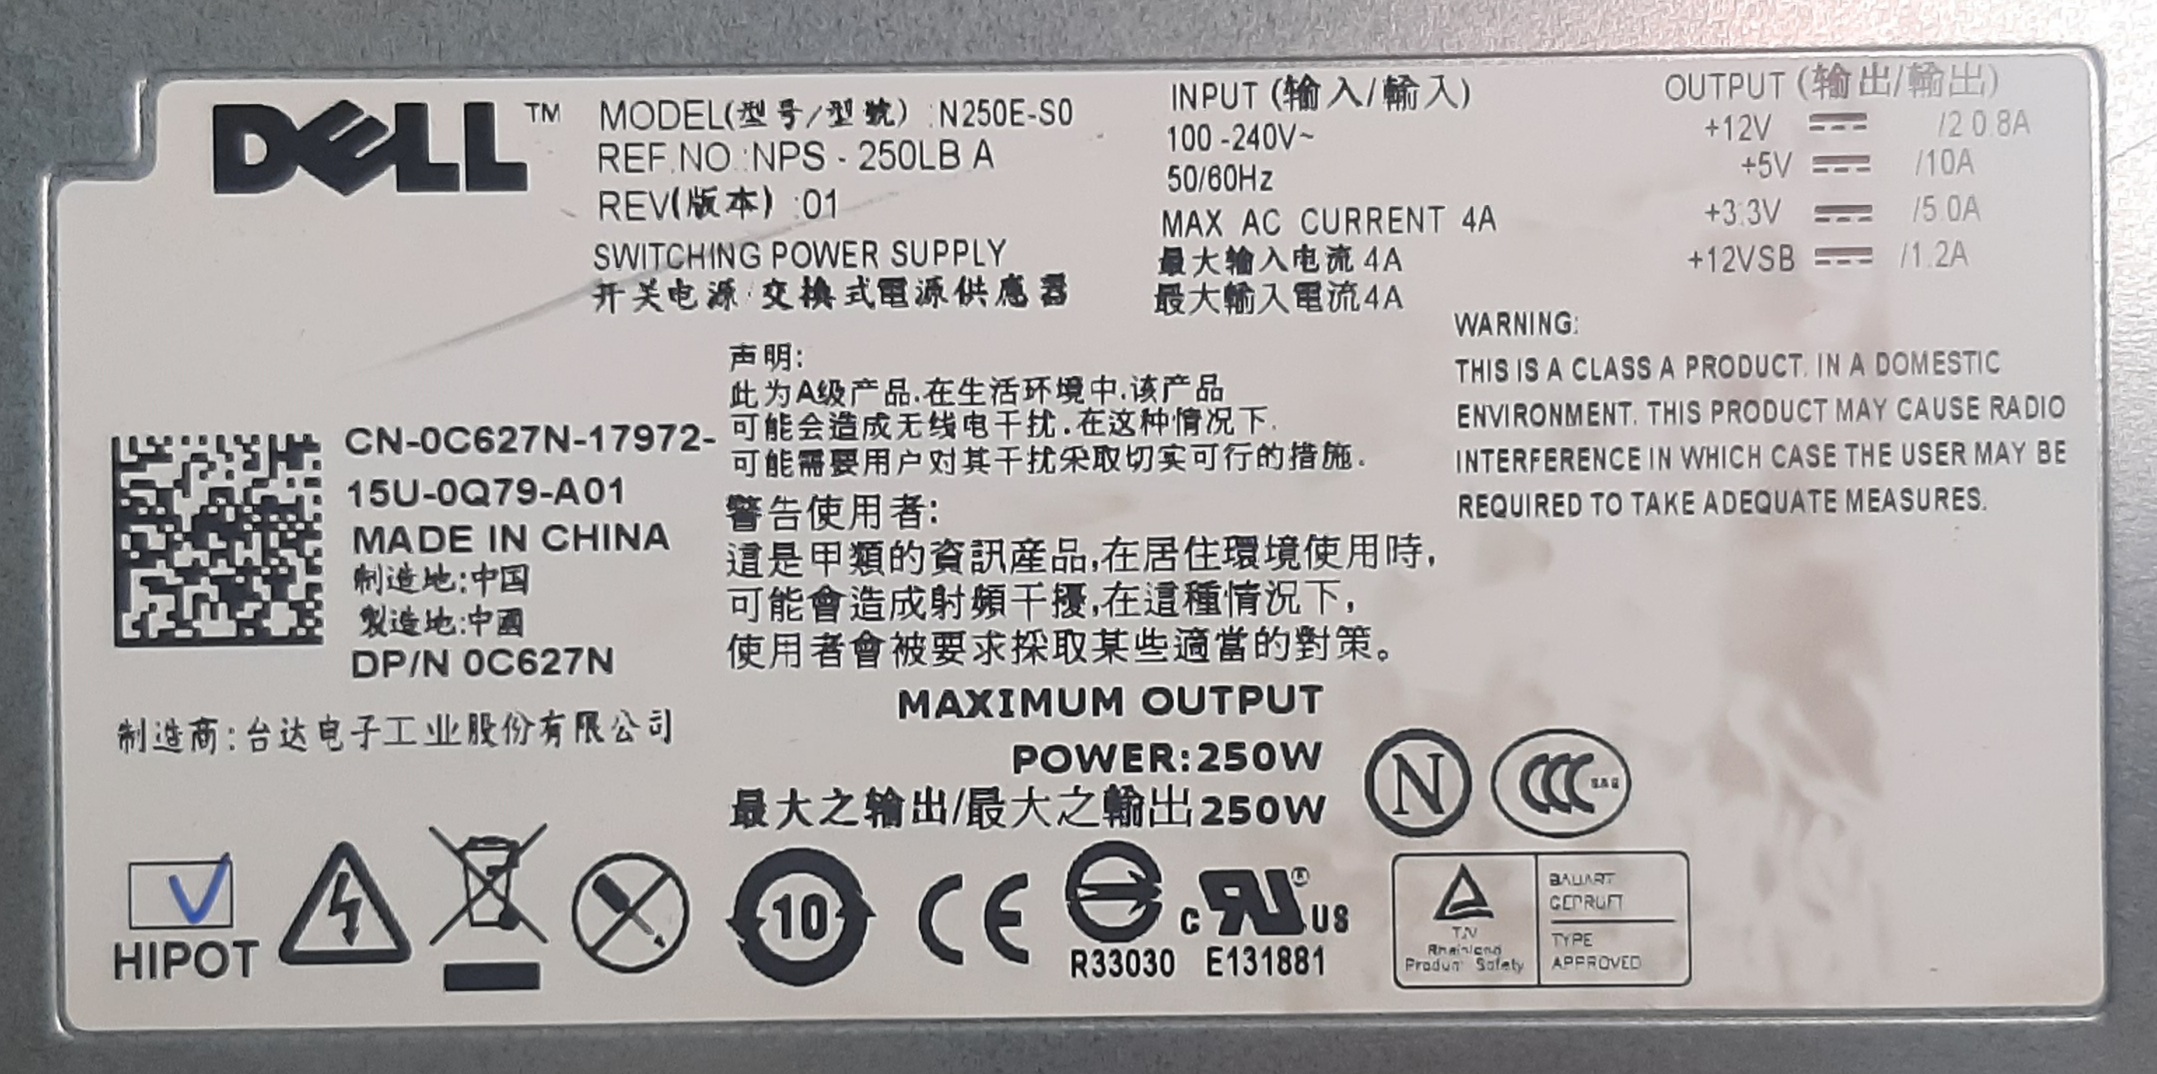 DELL™
MODEL(型号/型號) :N250E-S0
REF.NO.:NPS - 250LB A
REV(版本) :01
SWITCHING POWER SUPPLY
开关电源/交換式電源供應器
INPUT (输入/輸入)
100 -240V~
50/60Hz
MAX AC CURRENT 4A
最大输入电流 4A
最大輸入電流4A
OUTPUT (输出/輸出)
+12V /20.8A
+5V /10A
+3.3V /5.0A
+12VSB /1.2A
WARNING:
THIS IS A CLASS A PRODUCT. IN A DOMESTIC
ENVIRONMENT. THIS PRODUCT MAY CAUSE RADIO
INTERFERENCE IN WHICH CASE THE USER MAY BE
REQUIRED TO TAKE ADEQUATE MEASURES.
声明:
此为A级产品.在生活环境中.该产品
可能会造成无线电干扰.在这种情况下.
可能需要用户对其干扰采取切实可行的措施.
警告使用者:
這是甲類的資訊產品,在居住環境使用時,
可能會造成射頻干擾,在這種情況下,
使用者會被要求採取某些適當的對策。
CN-0C627N-17972-
15U-0Q79-A01
MADE IN CHINA
制造地:中国
製造地:中國
DP/N 0C627N
制造商:台达电子工业股份有限公司
MAXIMUM OUTPUT
POWER:250W
最大之输出/最大之輸出250W
N
CCC S&E
HIPOT
10
CE
R33030
c RU® US
E131881
TÜV
Rheinland
Product Safety
BAUART
GEPRUFT
TYPE
APPROVED